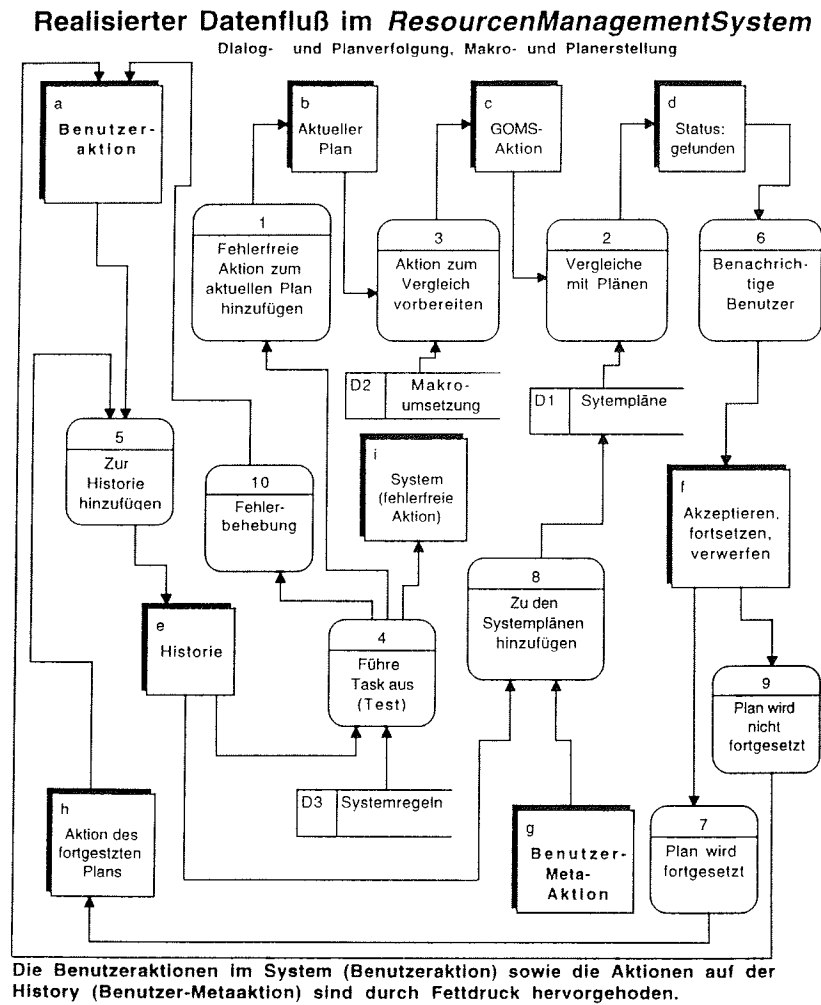 Realisierter Datenfluß im ResourcenManagementSystem
Dialog- und Planverfolgung, Makro- und Planerstellung
a
Benutzer-
aktion
b
Aktueller
Plan
c
GOMS-
Aktion
d
Status:
gefunden
1
Fehlerfreie
Aktion zum
aktuellen Plan
hinzufügen
3
Aktion zum
Vergleich
vorbereiten
2
Vergleiche
mit Plänen
6
Benachrich-
tige
Benutzer
D2
Makro-
umsetzung
D1
Sytempläne
5
Zur
Historie
hinzufügen
10
Fehler-
behebung
i
System
(fehlerfreie
Aktion)
f
Akzeptieren,
fortsetzen,
verwerfen
8
Zu den
Systemplänen
hinzufügen
e
Historie
4
Führe
Task aus
(Test)
9
Plan wird
nicht
fortgesetzt
h
Aktion des
fortgestzten
Plans
D3
Systemregeln
g
Benutzer-
Meta-
Aktion
7
Plan wird
fortgesetzt
Die Benutzeraktionen im System (Benutzeraktion) sowie die Aktionen auf der
History (Benutzer-Metaaktion) sind durch Fettdruck hervorgehoden.